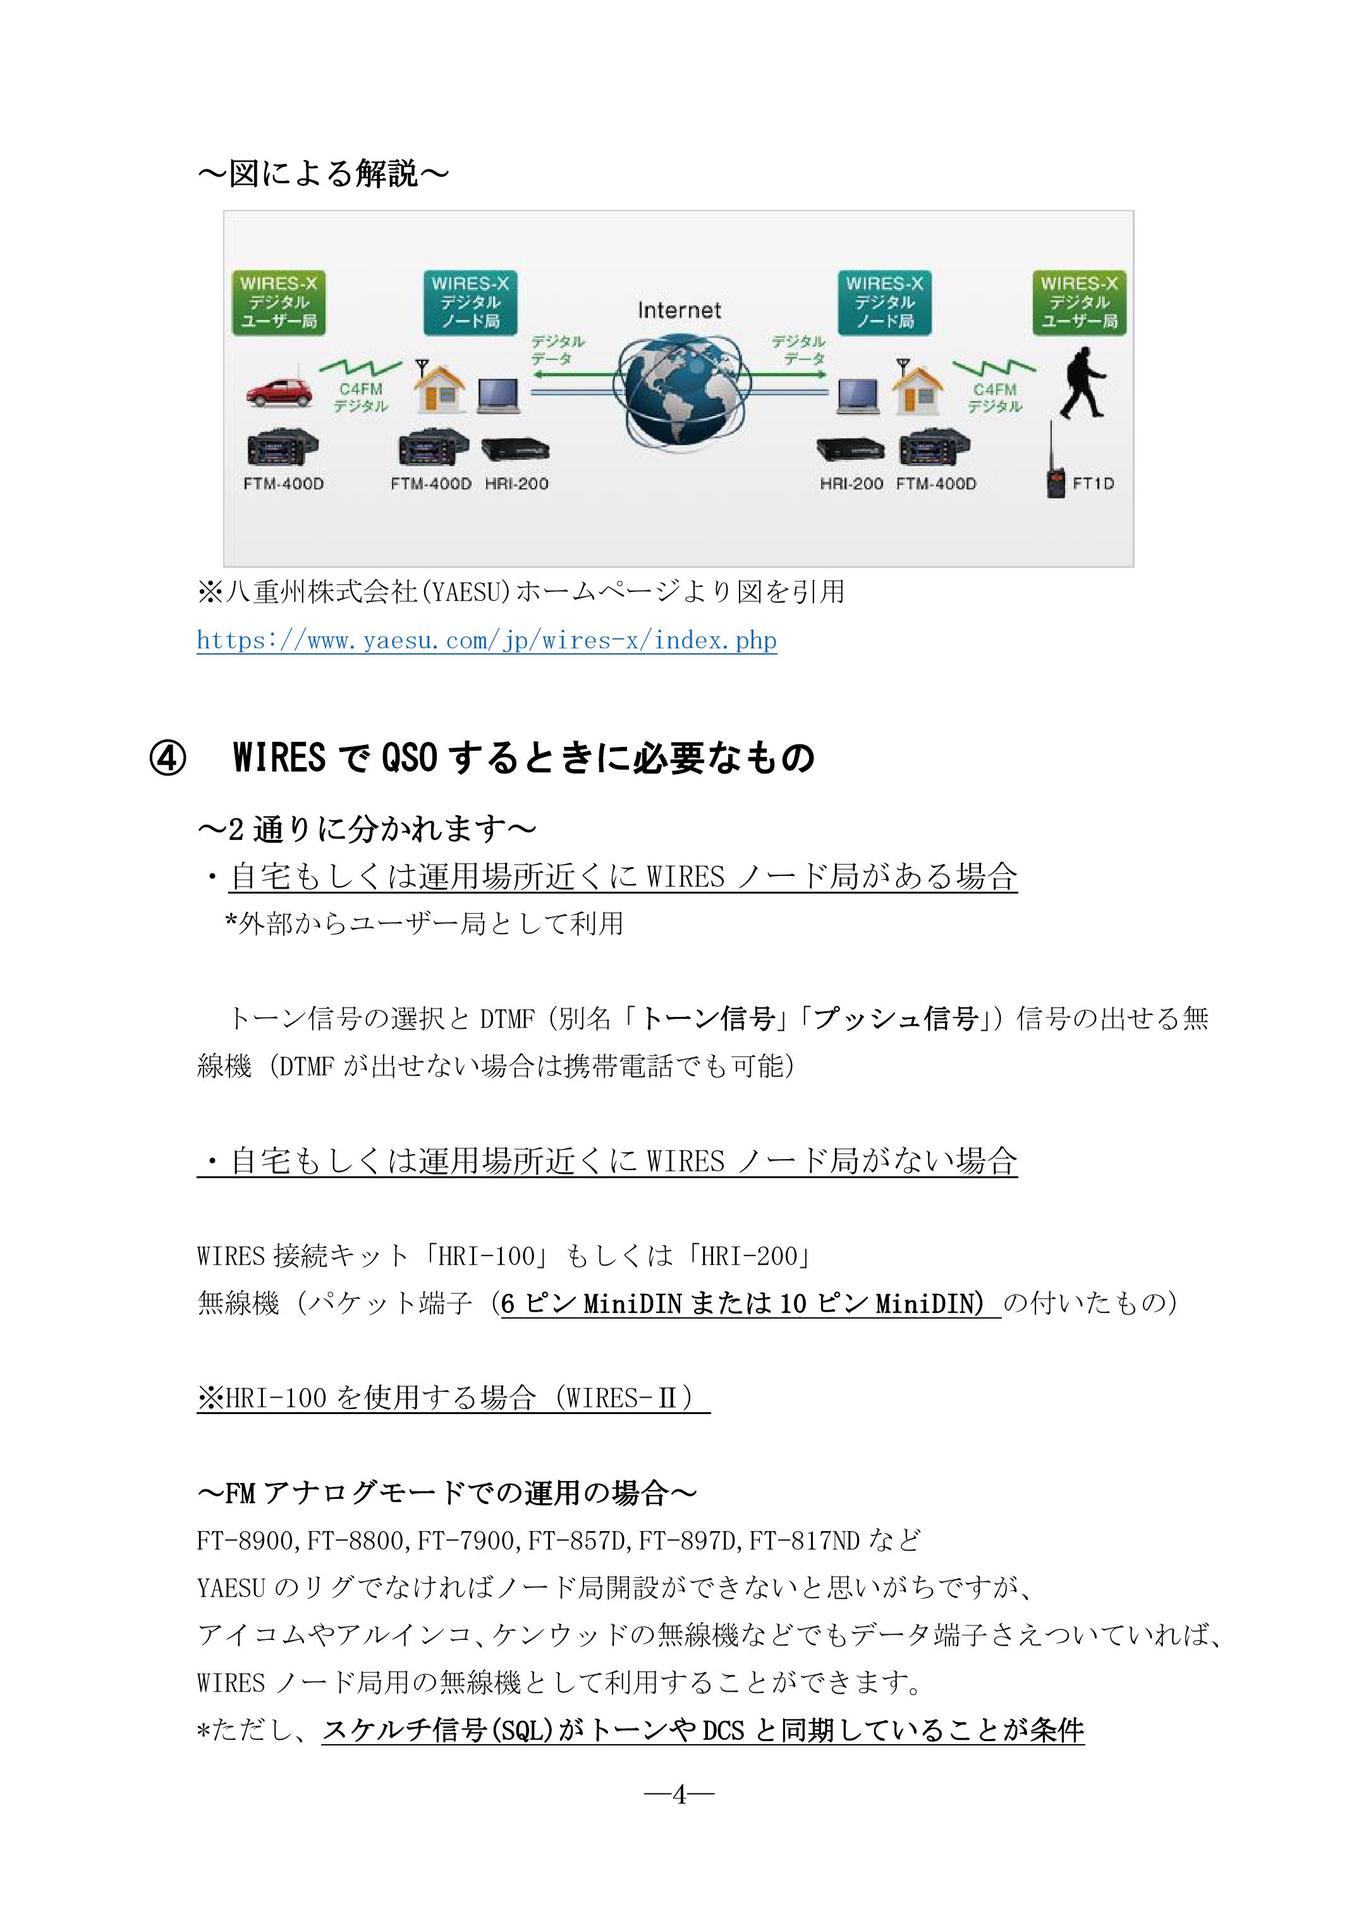 ～図による解説～
WIRES-X
デジタル
ユーザー局
WIRES-X
デジタル
ノード局
Internet
WIRES-X
デジタル
ノード局
WIRES-X
デジタル
ユーザー局
デジタル
データ
デジタル
データ
C4FM
デジタル
C4FM
デジタル
FTM-400D
FTM-400D HRI-200
HRI-200 FTM-400D
FT1D
※八重州株式会社(YAESU)ホームページより図を引用
https://www.yaesu.com/jp/wires-x/index.php
④ WIRES で QSO するときに必要なもの
～2 通りに分かれます～
・自宅もしくは運用場所近くに WIRES ノード局がある場合
*外部からユーザー局として利用
トーン信号の選択と DTMF（別名「トーン信号」「プッシュ信号」）信号の出せる無
線機（DTMF が出せない場合は携帯電話でも可能）
・自宅もしくは運用場所近くに WIRES ノード局がない場合
WIRES 接続キット「HRI-100」もしくは「HRI-200」
無線機（パケット端子（6 ピン MiniDIN または 10 ピン MiniDIN）の付いたもの）
※HRI-100 を使用する場合（WIRES-Ⅱ）
～FM アナログモードでの運用の場合～
FT-8900,FT-8800,FT-7900,FT-857D,FT-897D,FT-817ND など
YAESU のリグでなければノード局開設ができないと思いがちですが、
アイコムやアルインコ、ケンウッドの無線機などでもデータ端子さえついていれば、
WIRES ノード局用の無線機として利用することができます。
*ただし、スケルチ信号(SQL)がトーンや DCS と同期していることが条件
―4―